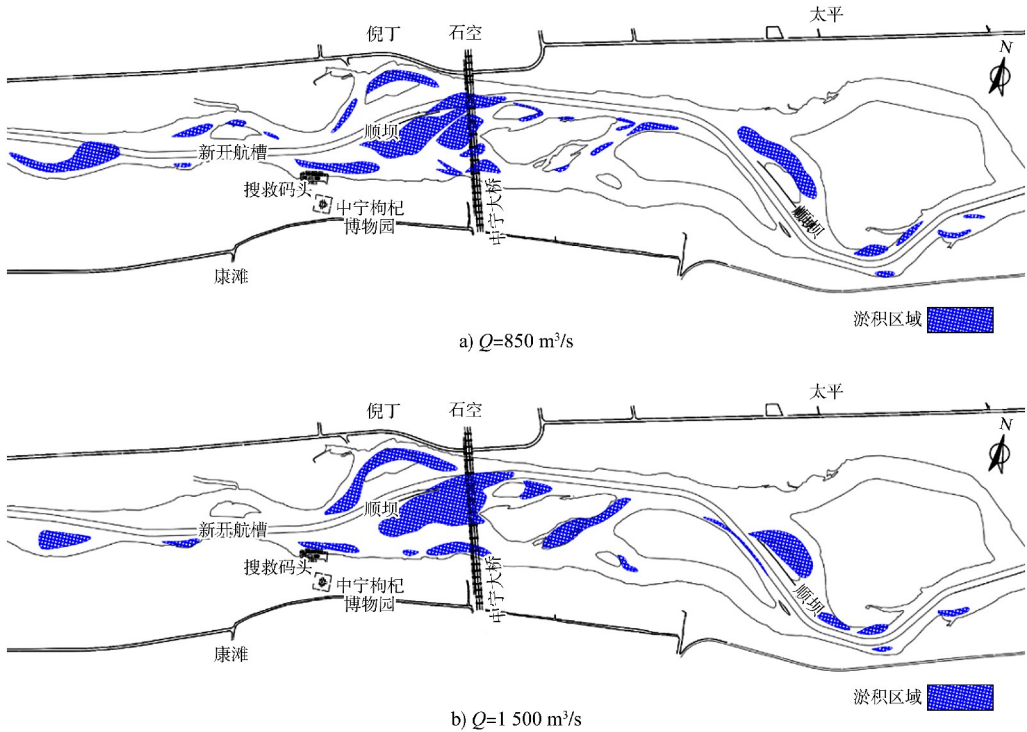 太平
倪丁
石空
N
顺坝
新开航槽
搜救码头
中宁枸杞
博物园
中宁大桥
顺坝
康滩
淤积区域
a) Q=850 m³/s
太平
倪丁
石空
N
顺坝
新开航槽
搜救码头
中宁枸杞
博物园
中宁大桥
顺坝
康滩
淤积区域
b) Q=1 500 m³/s